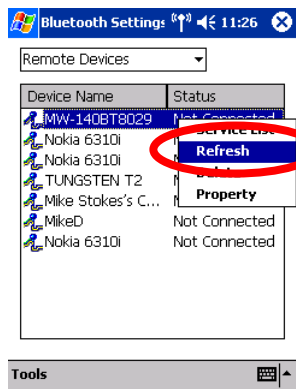 Bluetooth Settings 11:26
Remote Devices
Device Name Status
MW-140BT8029 Not Connected
Service List
Nokia 6310i
Refresh
Nokia 6310i
TUNGSTEN T2
Mike Stokes's C...
Property
MikeD Not Connected
Nokia 6310i Not Connected
Tools